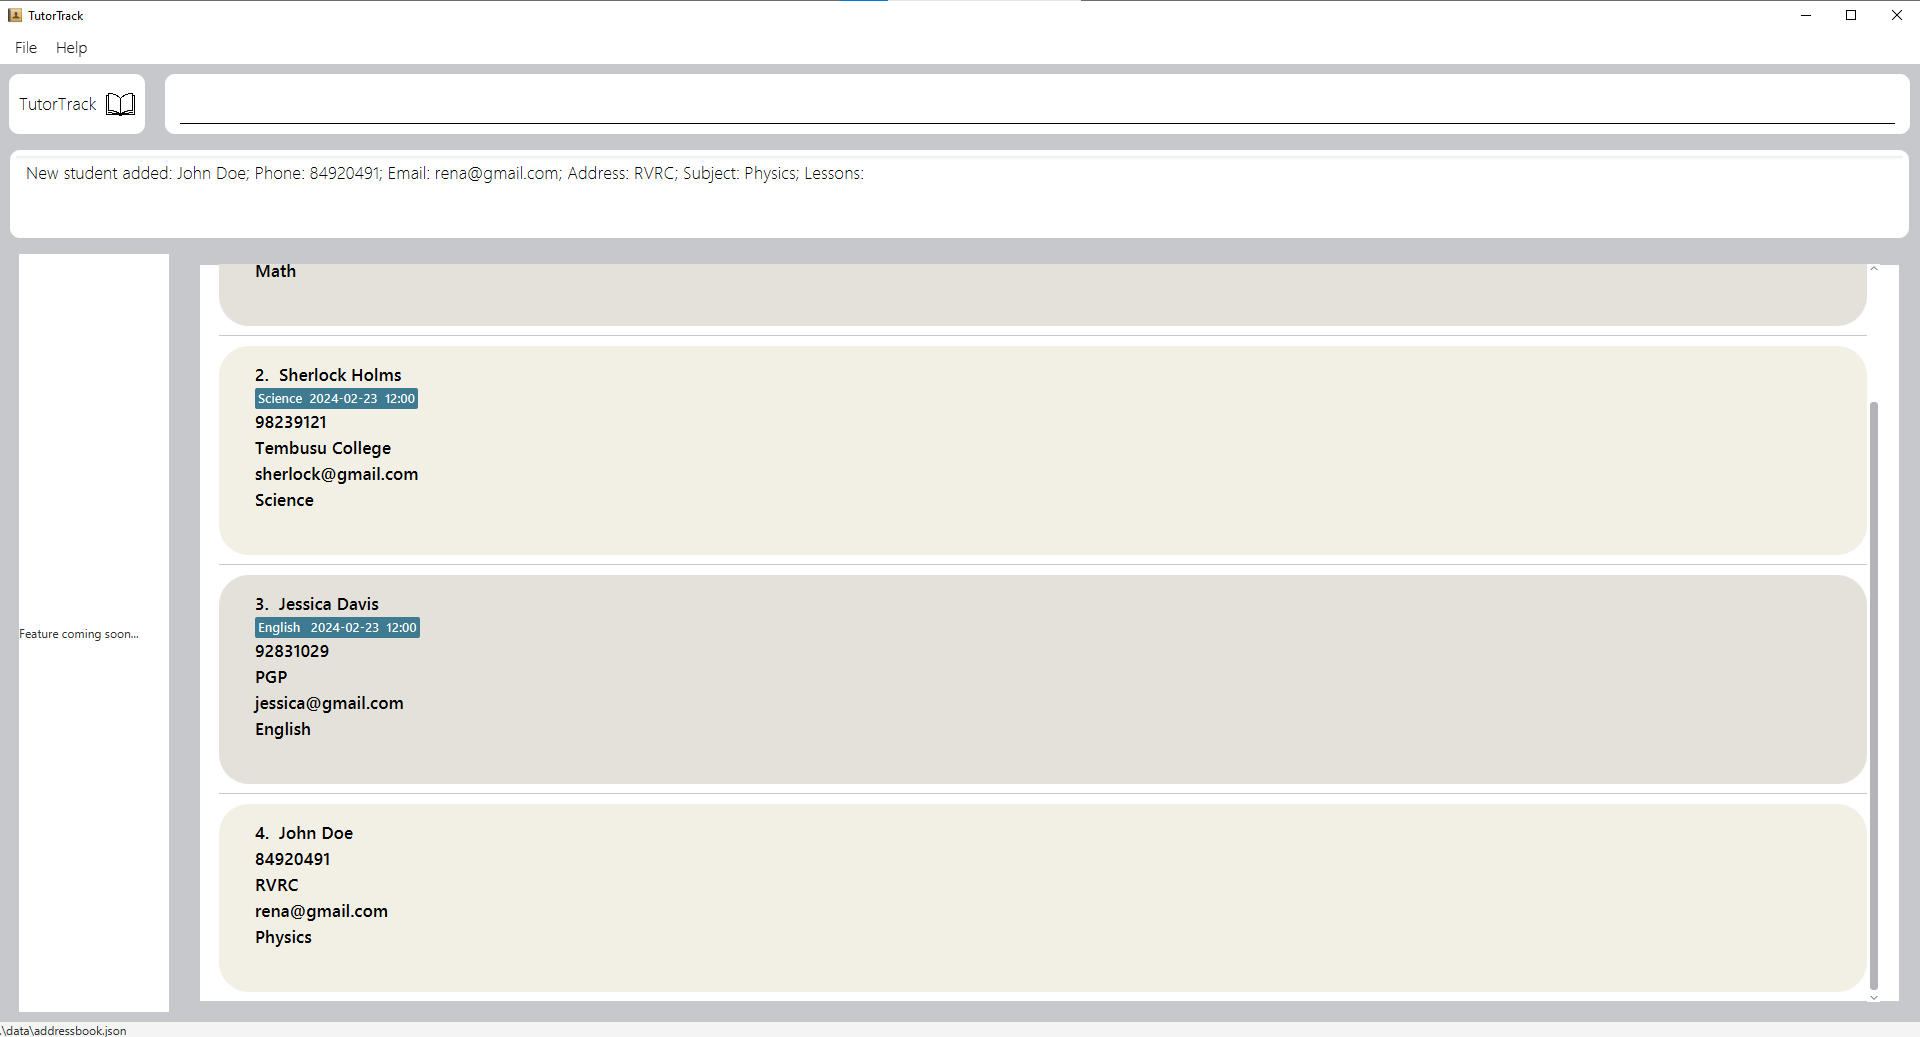 TutorTrack
File Help
TutorTrack
New student added: John Doe; Phone: 84920491; Email: rena@gmail.com; Address: RVRC; Subject: Physics; Lessons:
Feature coming soon...
Math
2. Sherlock Holms
Science 2024-02-23 12:00
98239121
Tembusu College
sherlock@gmail.com
Science
3. Jessica Davis
English 2024-02-23 12:00
92831029
PGP
jessica@gmail.com
English
4. John Doe
84920491
RVRC
rena@gmail.com
Physics
.\data\addressbook.json